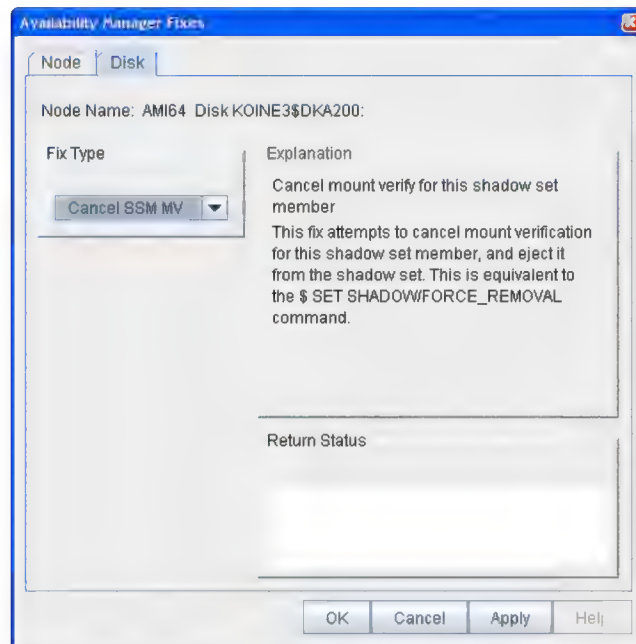 Availability Manager Fixes
Node
Disk
Node Name: AMI64 Disk KOINE3$DKA200:
Fix Type
Cancel SSM MV
Explanation
Cancel mount verify for this shadow set
member
This fix attempts to cancel mount verification
for this shadow set member, and eject it
from the shadow set. This is equivalent to
the $ SET SHADOW/FORCE_REMOVAL
command.
Return Status
OK
Cancel
Apply
Help